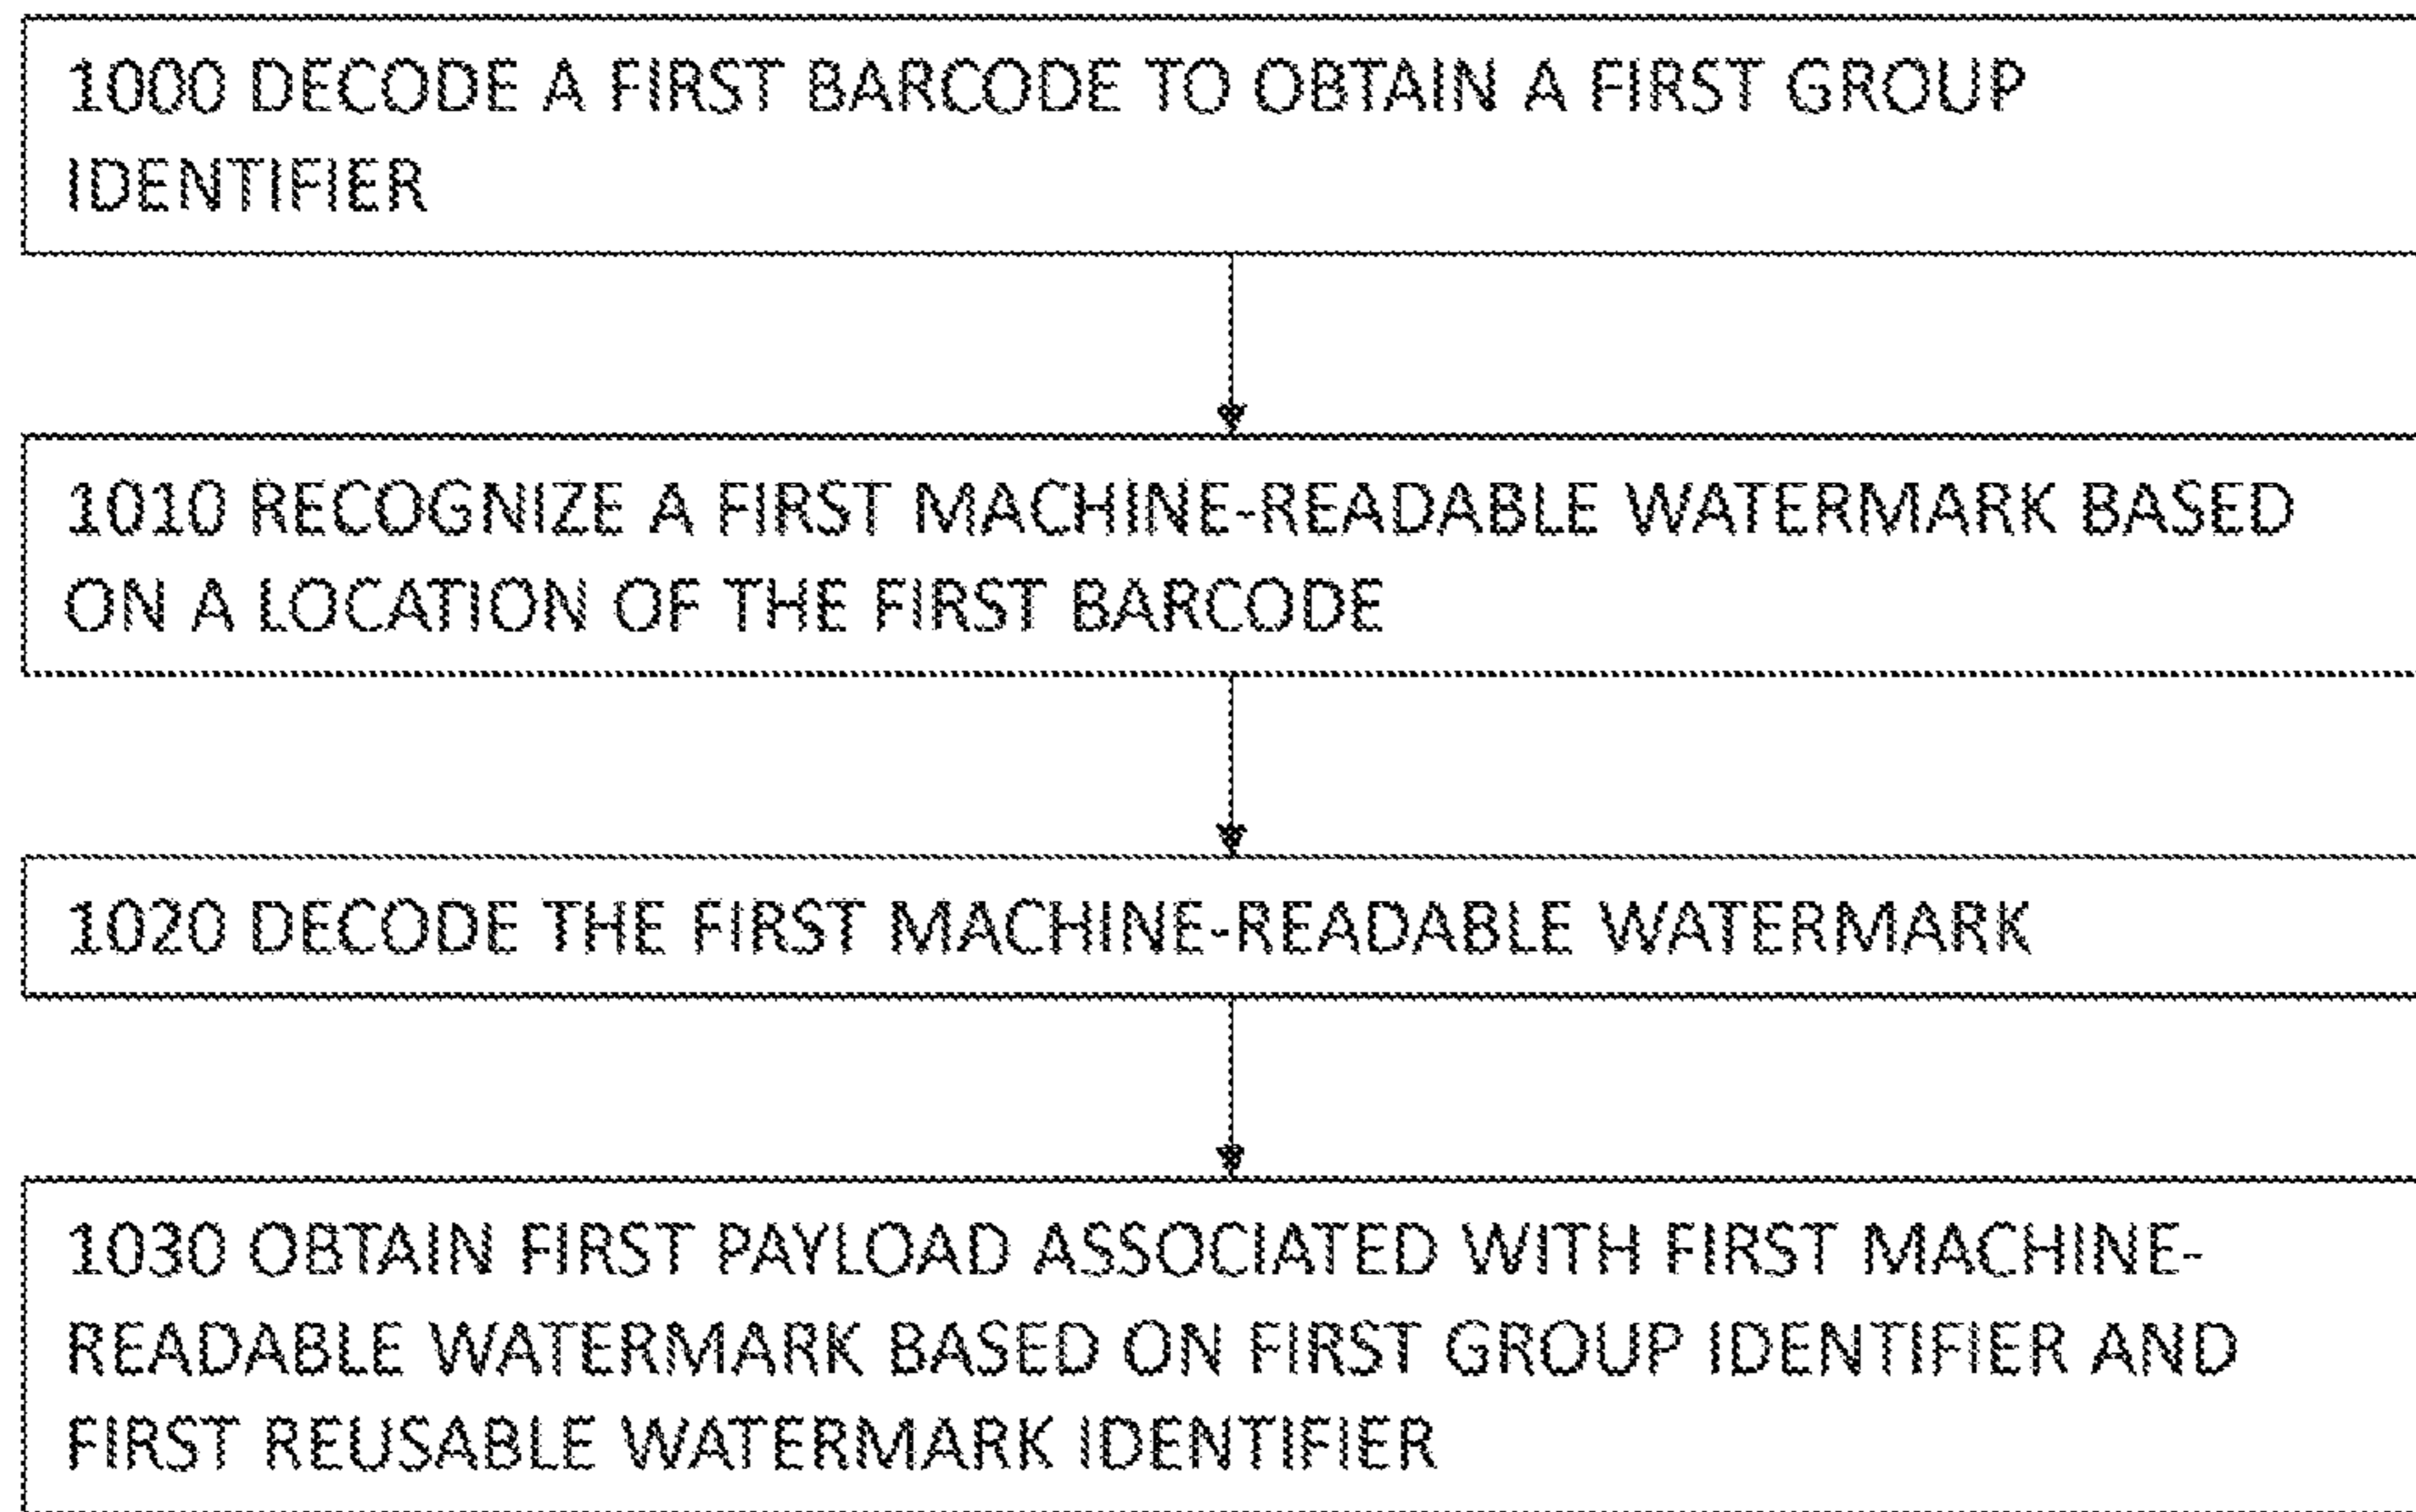 1000 DECODE A FIRST BARCODE TO OBTAIN A FIRST GROUP
IDENTIFIER
1010 RECOGNIZE A FIRST MACHINE-READABLE WATERMARK BASED
ON A LOCATION OF THE FIRST BARCODE
1020 DECODE THE FIRST MACHINE-READABLE WATERMARK
1030 OBTAIN FIRST PAYLOAD ASSOCIATED WITH FIRST MACHINE-
READABLE WATERMARK BASED ON FIRST GROUP IDENTIFIER AND
FIRST REUSABLE WATERMARK IDENTIFIER